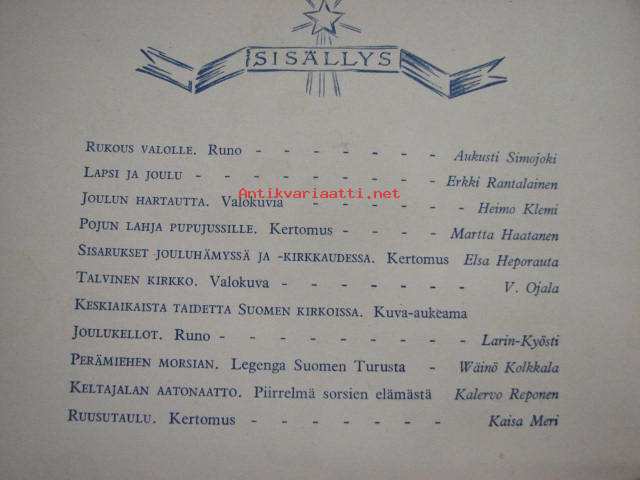 SISÄLLYS
RUKOUS VALOLLE. Runo - - - - - - - Aukusti Simojoki
LAPSI JA JOULU - - - - - - - - - Erkki Rantalainen
Antikvariaatti.net
JOULUN HARTAUTTA. Valokuvia - - - - - Heimo Klemi
POJUN LAHJA PUPUJUSSILLE. Kertomus - - - - Martta Haatanen
SISARUKSET JOULUHÄMYSSÄ JA -KIRKKAUDESSA. Kertomus Elsa Heporauta
TALVINEN KIRKKO. Valokuva - - - - - - - V. Ojala
KESKIAIKAISTA TAIDETTA SUOMEN KIRKOISSA. Kuva-aukeama
JOULUKELLOT. Runo - - - - - - - - Larin-Kyösti
PERÄMIEHEN MORSIAN. Legenga Suomen Turusta - Wäinö Kolkkala
KELTAJALAN AATONAATTO. Piirrelmä sorsien elämästä Kalervo Reponen
RUUSUTAULU. Kertomus - - - - - - - Kaisa Meri